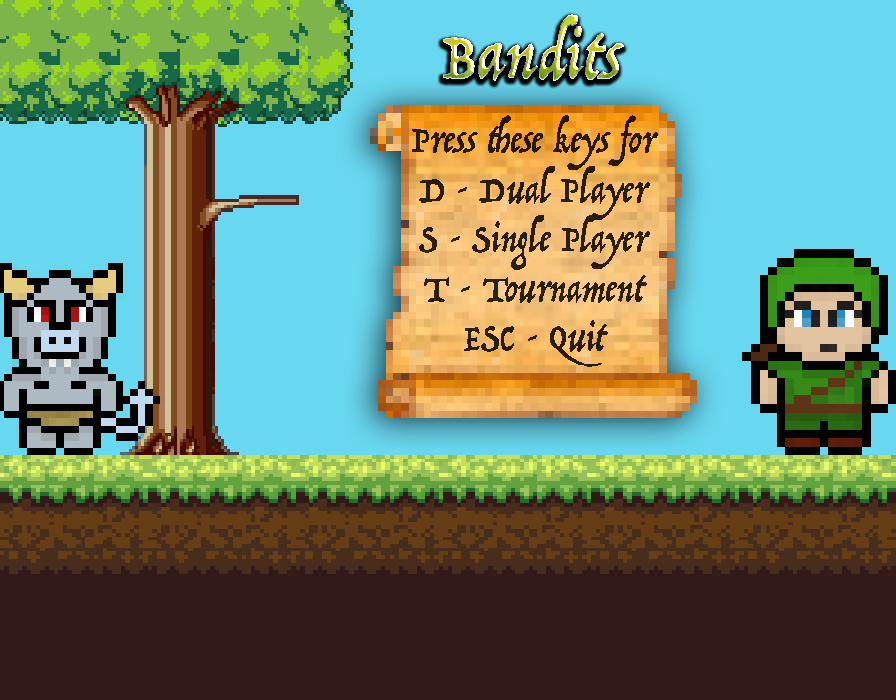 Bandits
Press these keys for
D - Dual Player
S - Single Player
T - Tournament
ESC - Quit